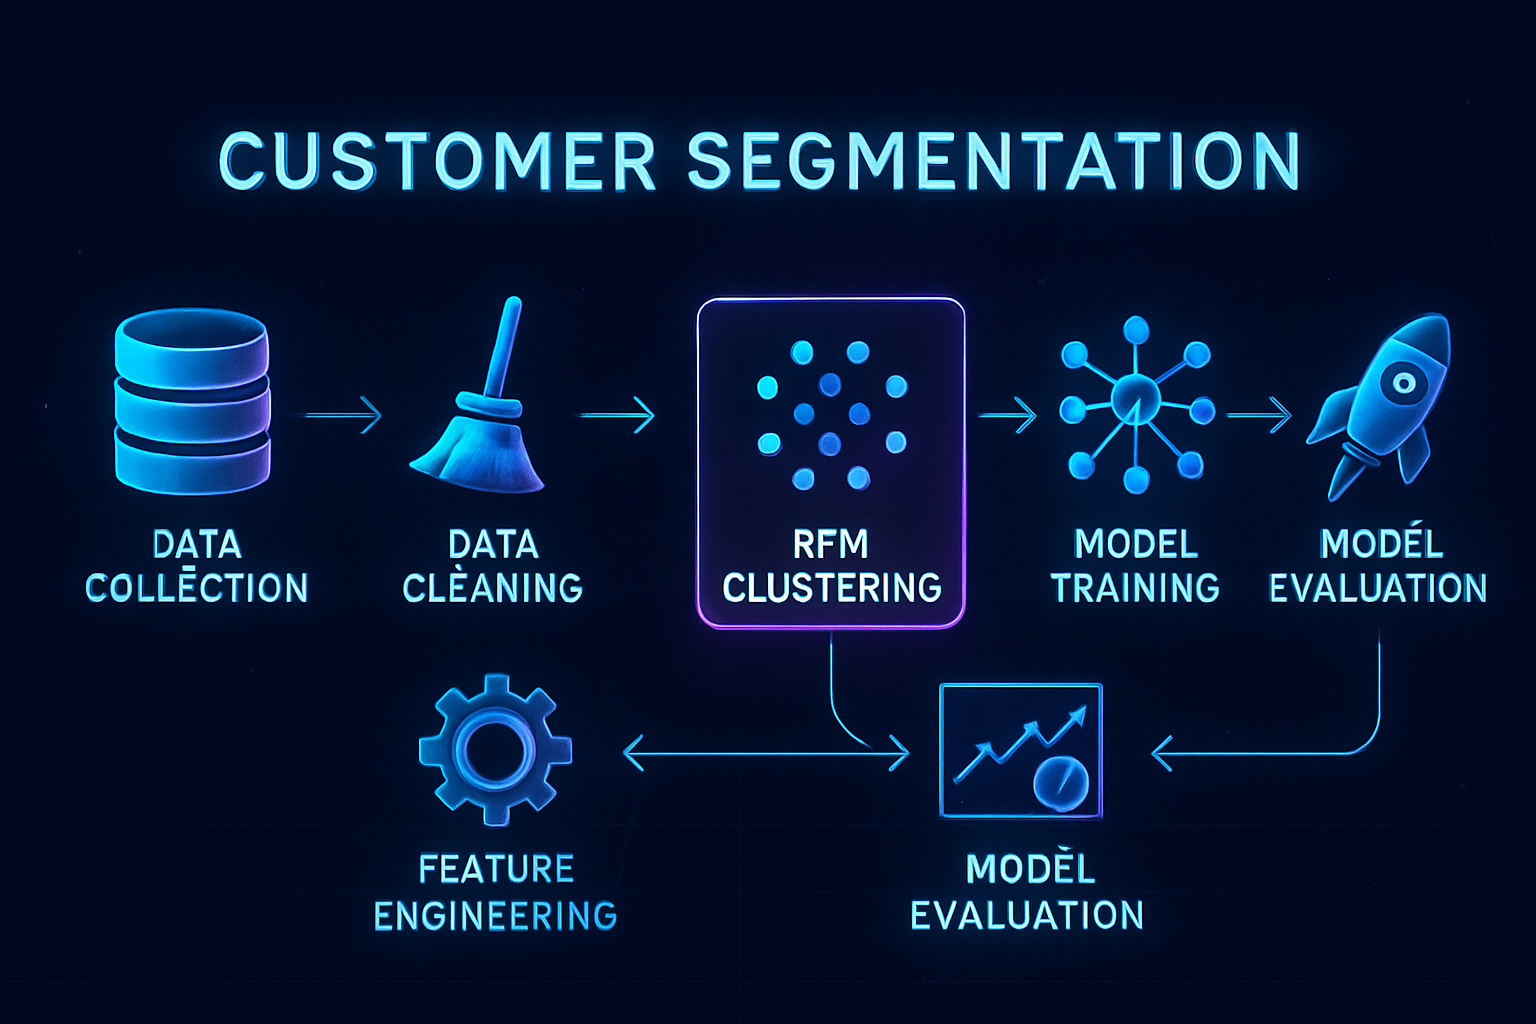 CUSTOMER SEGMENTATION
DATA
COLLĒCTION
DATA
CLÈANING
RFM
CLUSTERING
MODEL
TRAINING
MODÉL
EVALUATION
FEATURE
ENGINEERING
MODÈL
EVALUATION